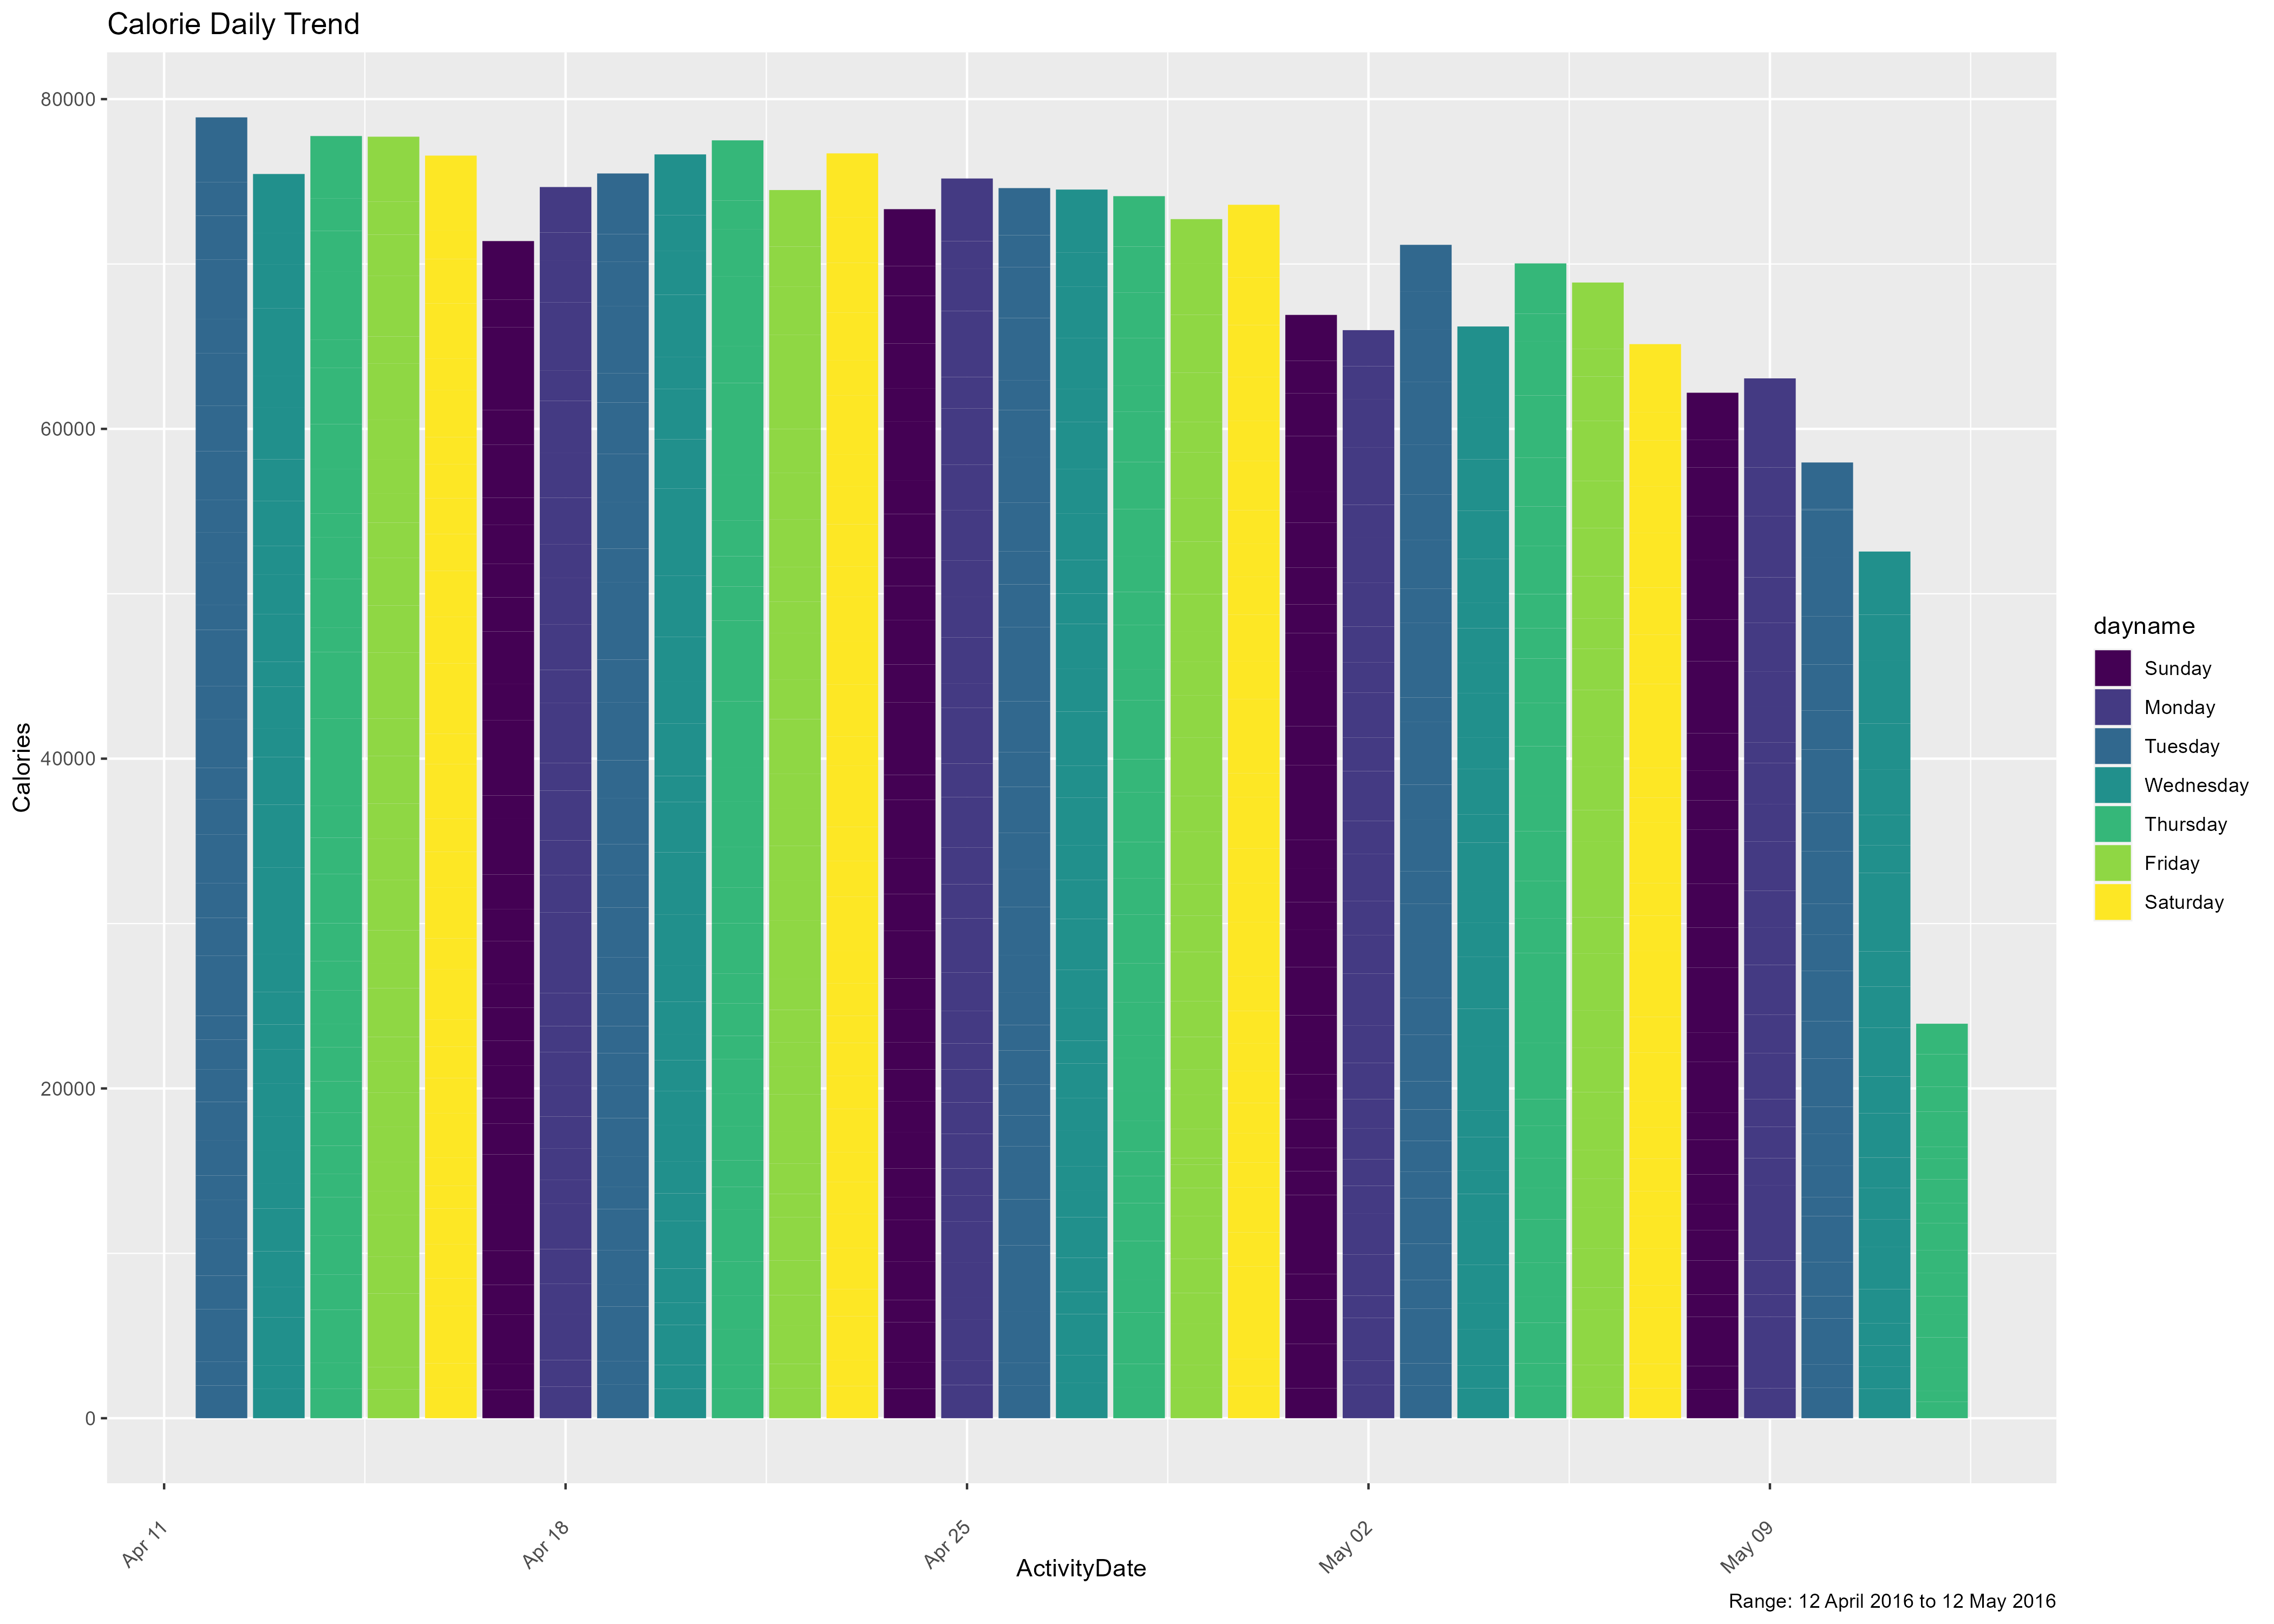 Calorie Daily Trend
80000
60000
40000
20000
0
Calories
Apr 11
Apr 18
Apr 25
May 02
May 09
ActivityDate
Range: 12 April 2016 to 12 May 2016
dayname
Sunday
Monday
Tuesday
Wednesday
Thursday
Friday
Saturday